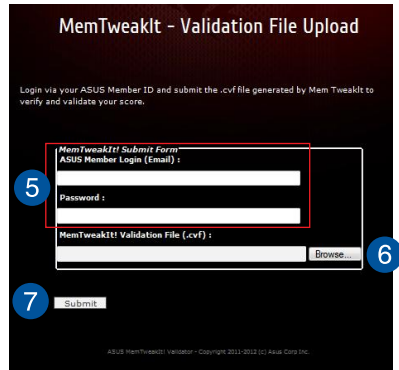 MemTweakIt - Validation File Upload
Login via your ASUS Member ID and submit the .cvf file generated by Mem TweakIt to
verify and validate your score.
MemTweakIt! Submit Form
ASUS Member Login (Email) :
5
Password :
MemTweakIt! Validation File (.cvf) :
Browse...
6
7
Submit
ASUS MemTweakIt! Validator - Copyright 2011-2012 (c) Asus Corp Inc.